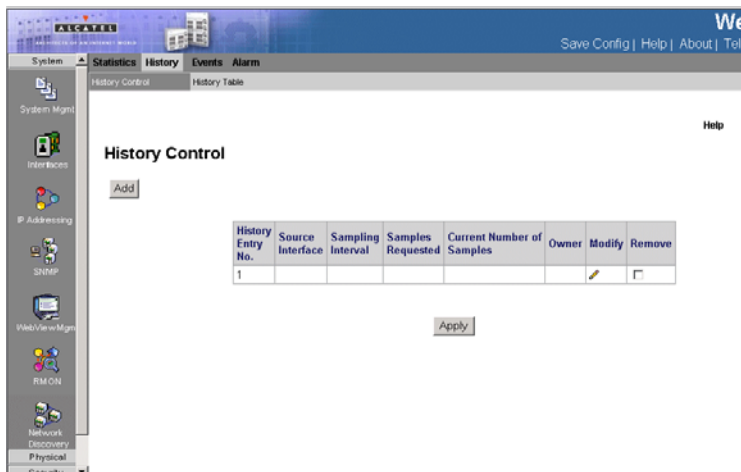 ALCATEL
We
Save Config | Help | About | Tel
System
Statistics History Events Alarm
History Control History Table
System Mgmt
Help
Interfaces
History Control
Add
IP Addressing
History Entry No. Source Interface Sampling Interval Samples Requested Current Number of Samples Owner Modify Remove
1
SNMP
WebViewMgm
Apply
RMON
Network
Discovery
Physical
Security